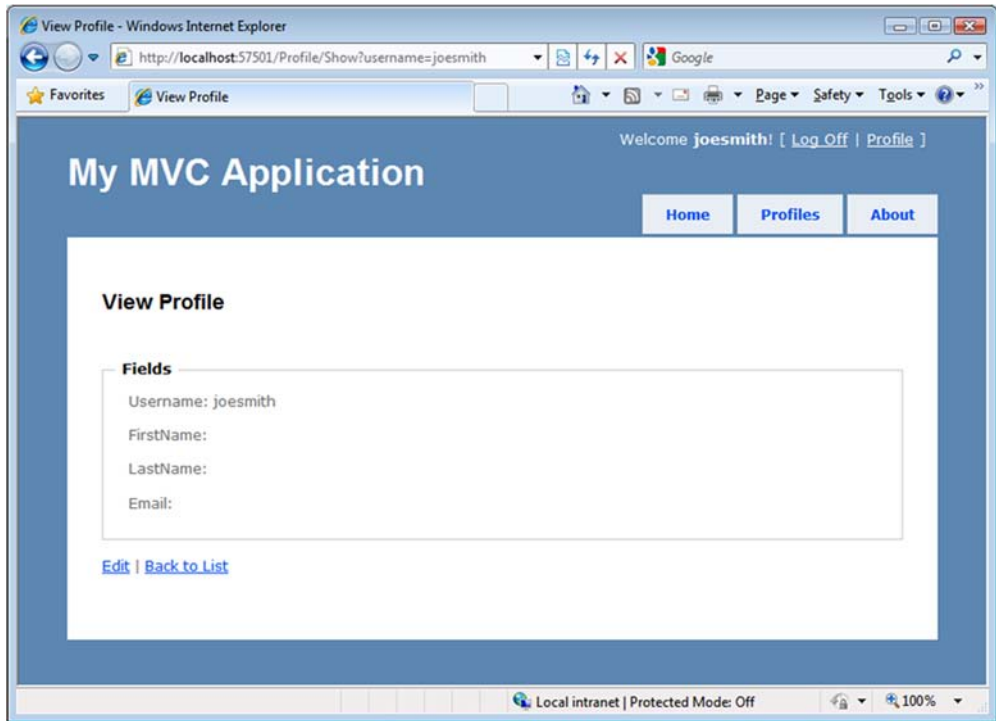 View Profile - Windows Internet Explorer
http://localhost:57501/Profile/Show?username=joesmith
Google
Favorites
View Profile
Page
Safety
Tools
Welcome joesmith! [ Log Off | Profile ]
My MVC Application
Home
Profiles
About
View Profile
Fields
Username: joesmith
FirstName:
LastName:
Email:
Edit | Back to List
Local intranet | Protected Mode: Off
100%